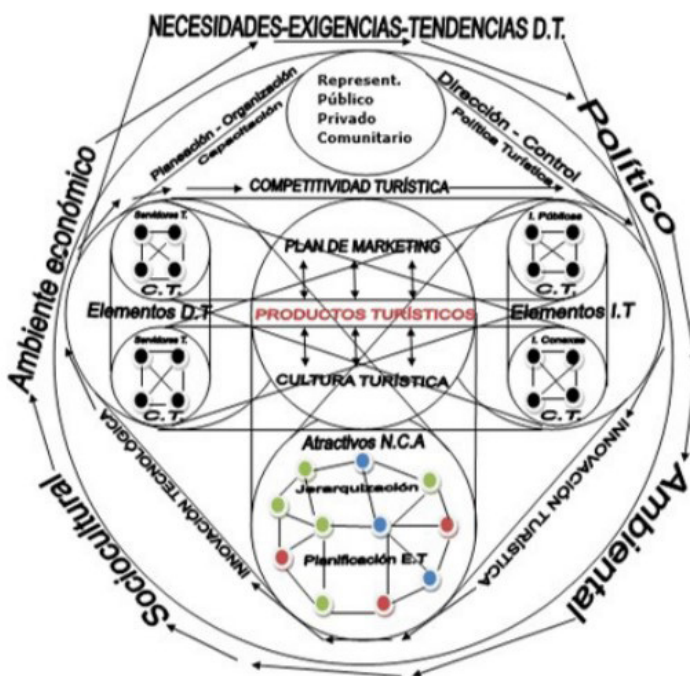 NECESIDADES-EXIGENCIAS-TENDENCIAS D.T.
Represent.
Público
Privado
Comunitario
Planeación - Organización
Capacitación
Dirección - Control
Política Turística
Ambiente económico
Político
COMPETITIVIDAD TURÍSTICA
Servidores T.
C.T.
I. Públicas
C.T.
PLAN DE MARKETING
Elementos D.T
PRODUCTOS TURÍSTICOS
Elementos I.T
Servidores T.
C.T.
I. Conexas
C.T.
CULTURA TURÍSTICA
Atractivos N.C.A
Jerarquización
Planificación E.T
INNOVACIÓN TECNOLÓGICA
INNOVACIÓN TURÍSTICA
Sociocultural
Ambiental